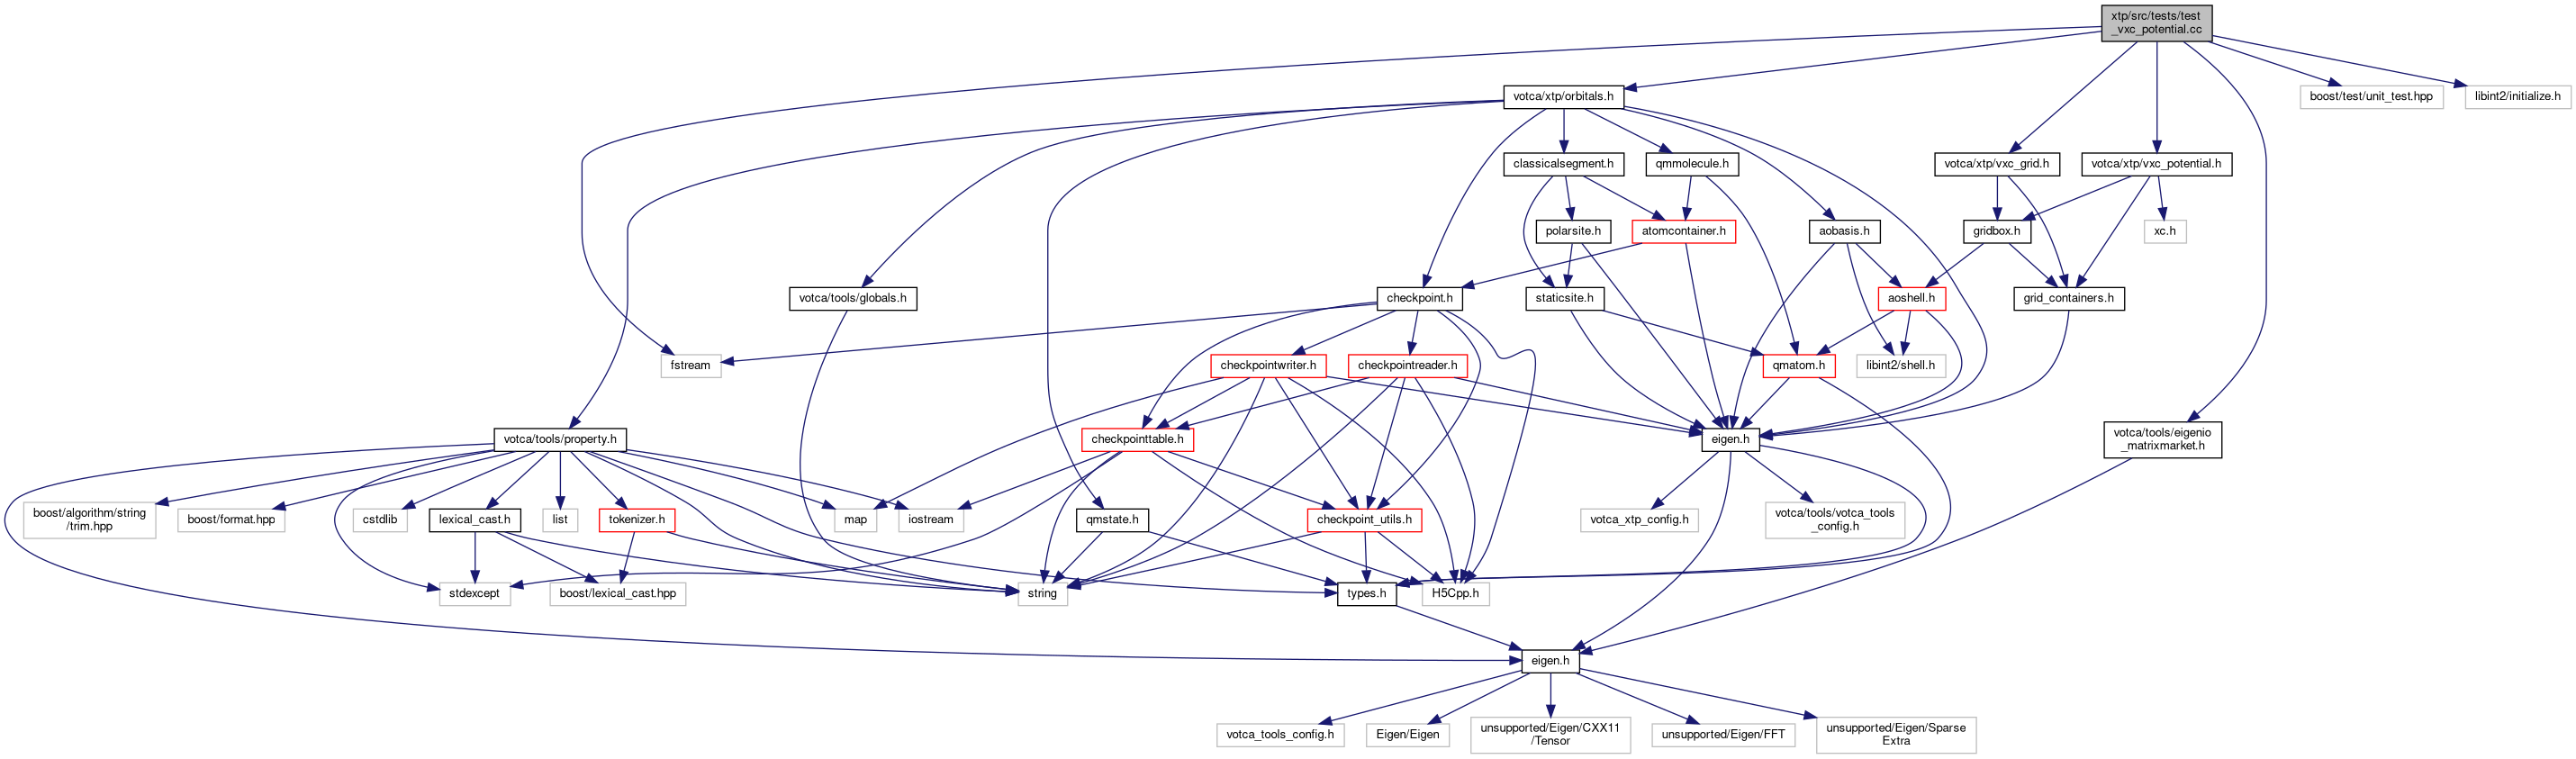 xtp/src/tests/test
_vxc_potential.cc
votca/xtp/orbitals.h
boost/test/unit_test.hpp
libint2/initialize.h
classicalsegment.h
qmmolecule.h
votca/xtp/vxc_grid.h
votca/xtp/vxc_potential.h
polarsite.h
atomcontainer.h
aobasis.h
gridbox.h
xc.h
votca/tools/globals.h
checkpoint.h
staticsite.h
aoshell.h
grid_containers.h
fstream
checkpointwriter.h
checkpointreader.h
qmatom.h
libint2/shell.h
votca/tools/property.h
checkpointtable.h
eigen.h
votca/tools/eigenio
_matrixmarket.h
boost/algorithm/string
/trim.hpp
boost/format.hpp
cstdlib
lexical_cast.h
list
tokenizer.h
map
iostream
qmstate.h
checkpoint_utils.h
votca_xtp_config.h
votca/tools/votca_tools
_config.h
stdexcept
boost/lexical_cast.hpp
string
types.h
H5Cpp.h
eigen.h
votca_tools_config.h
Eigen/Eigen
unsupported/Eigen/CXX11
/Tensor
unsupported/Eigen/FFT
unsupported/Eigen/Sparse
Extra